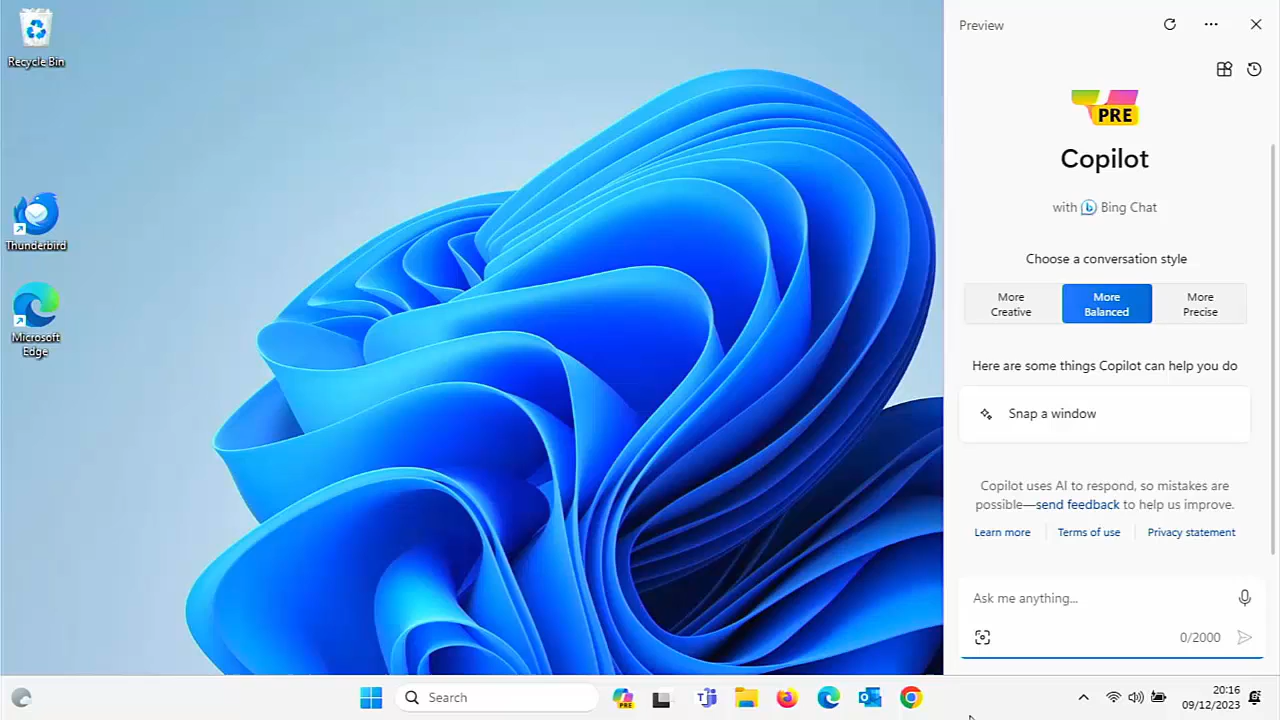 Recycle Bin
Thunderbird
Microsoft
Edge
Preview
PRE
Copilot
with Bing Chat
Choose a conversation style
More
Creative
More
Balanced
More
Precise
Here are some things Copilot can help you do
Snap a window
Copilot uses AI to respond, so mistakes are
possible—send feedback to help us improve.
Learn more
Terms of use
Privacy statement
Ask me anything...
0/2000
Search
PRE
20:16
09/12/2023